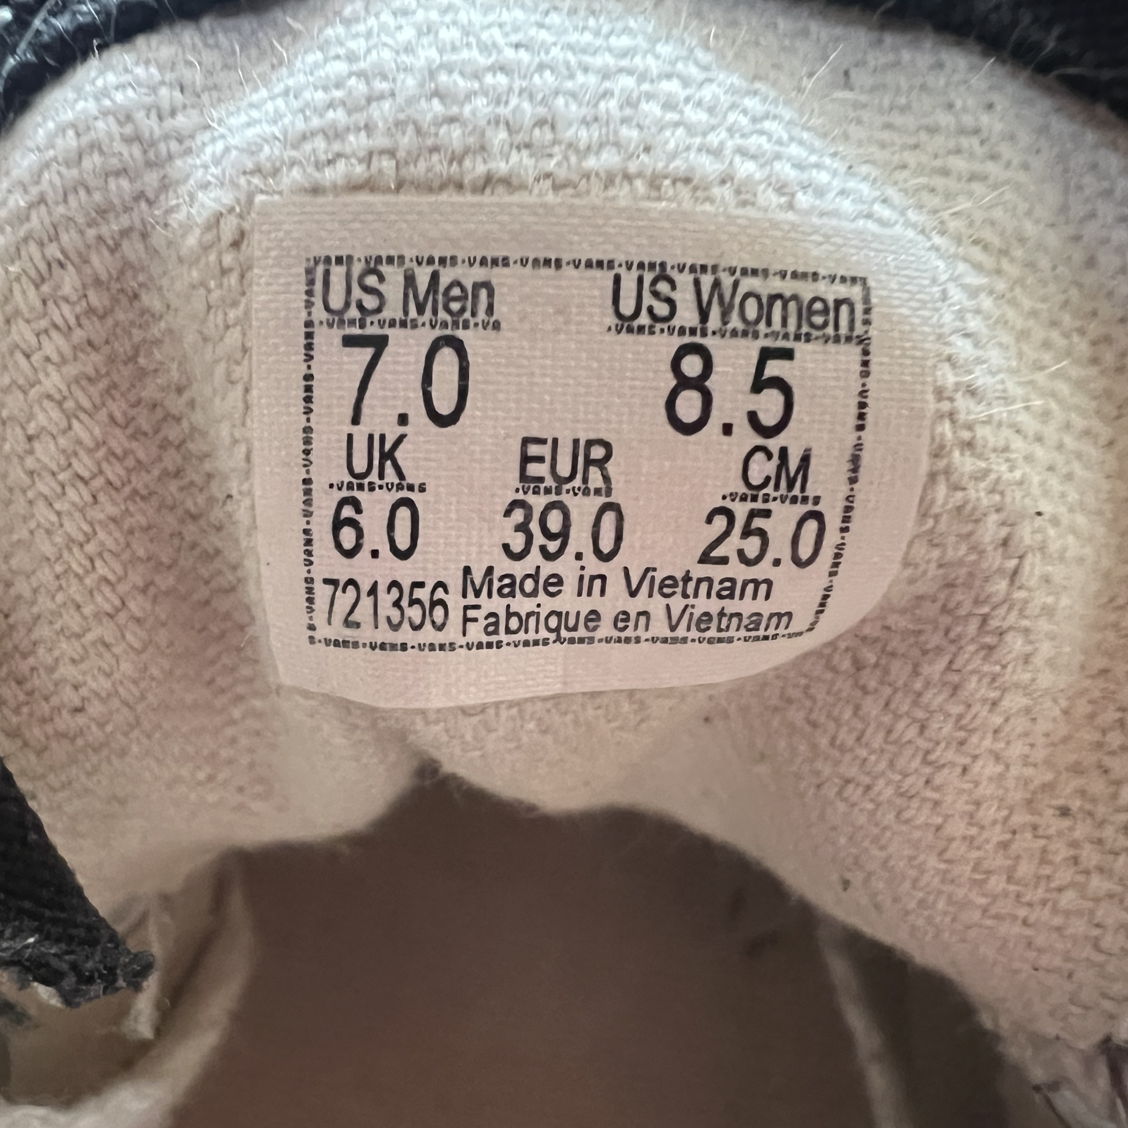 US Men US Women
7.0 8.5
UK EUR CM
6.0 39.0 25.0
721356 Made in Vietnam
Fabrique en Vietnam